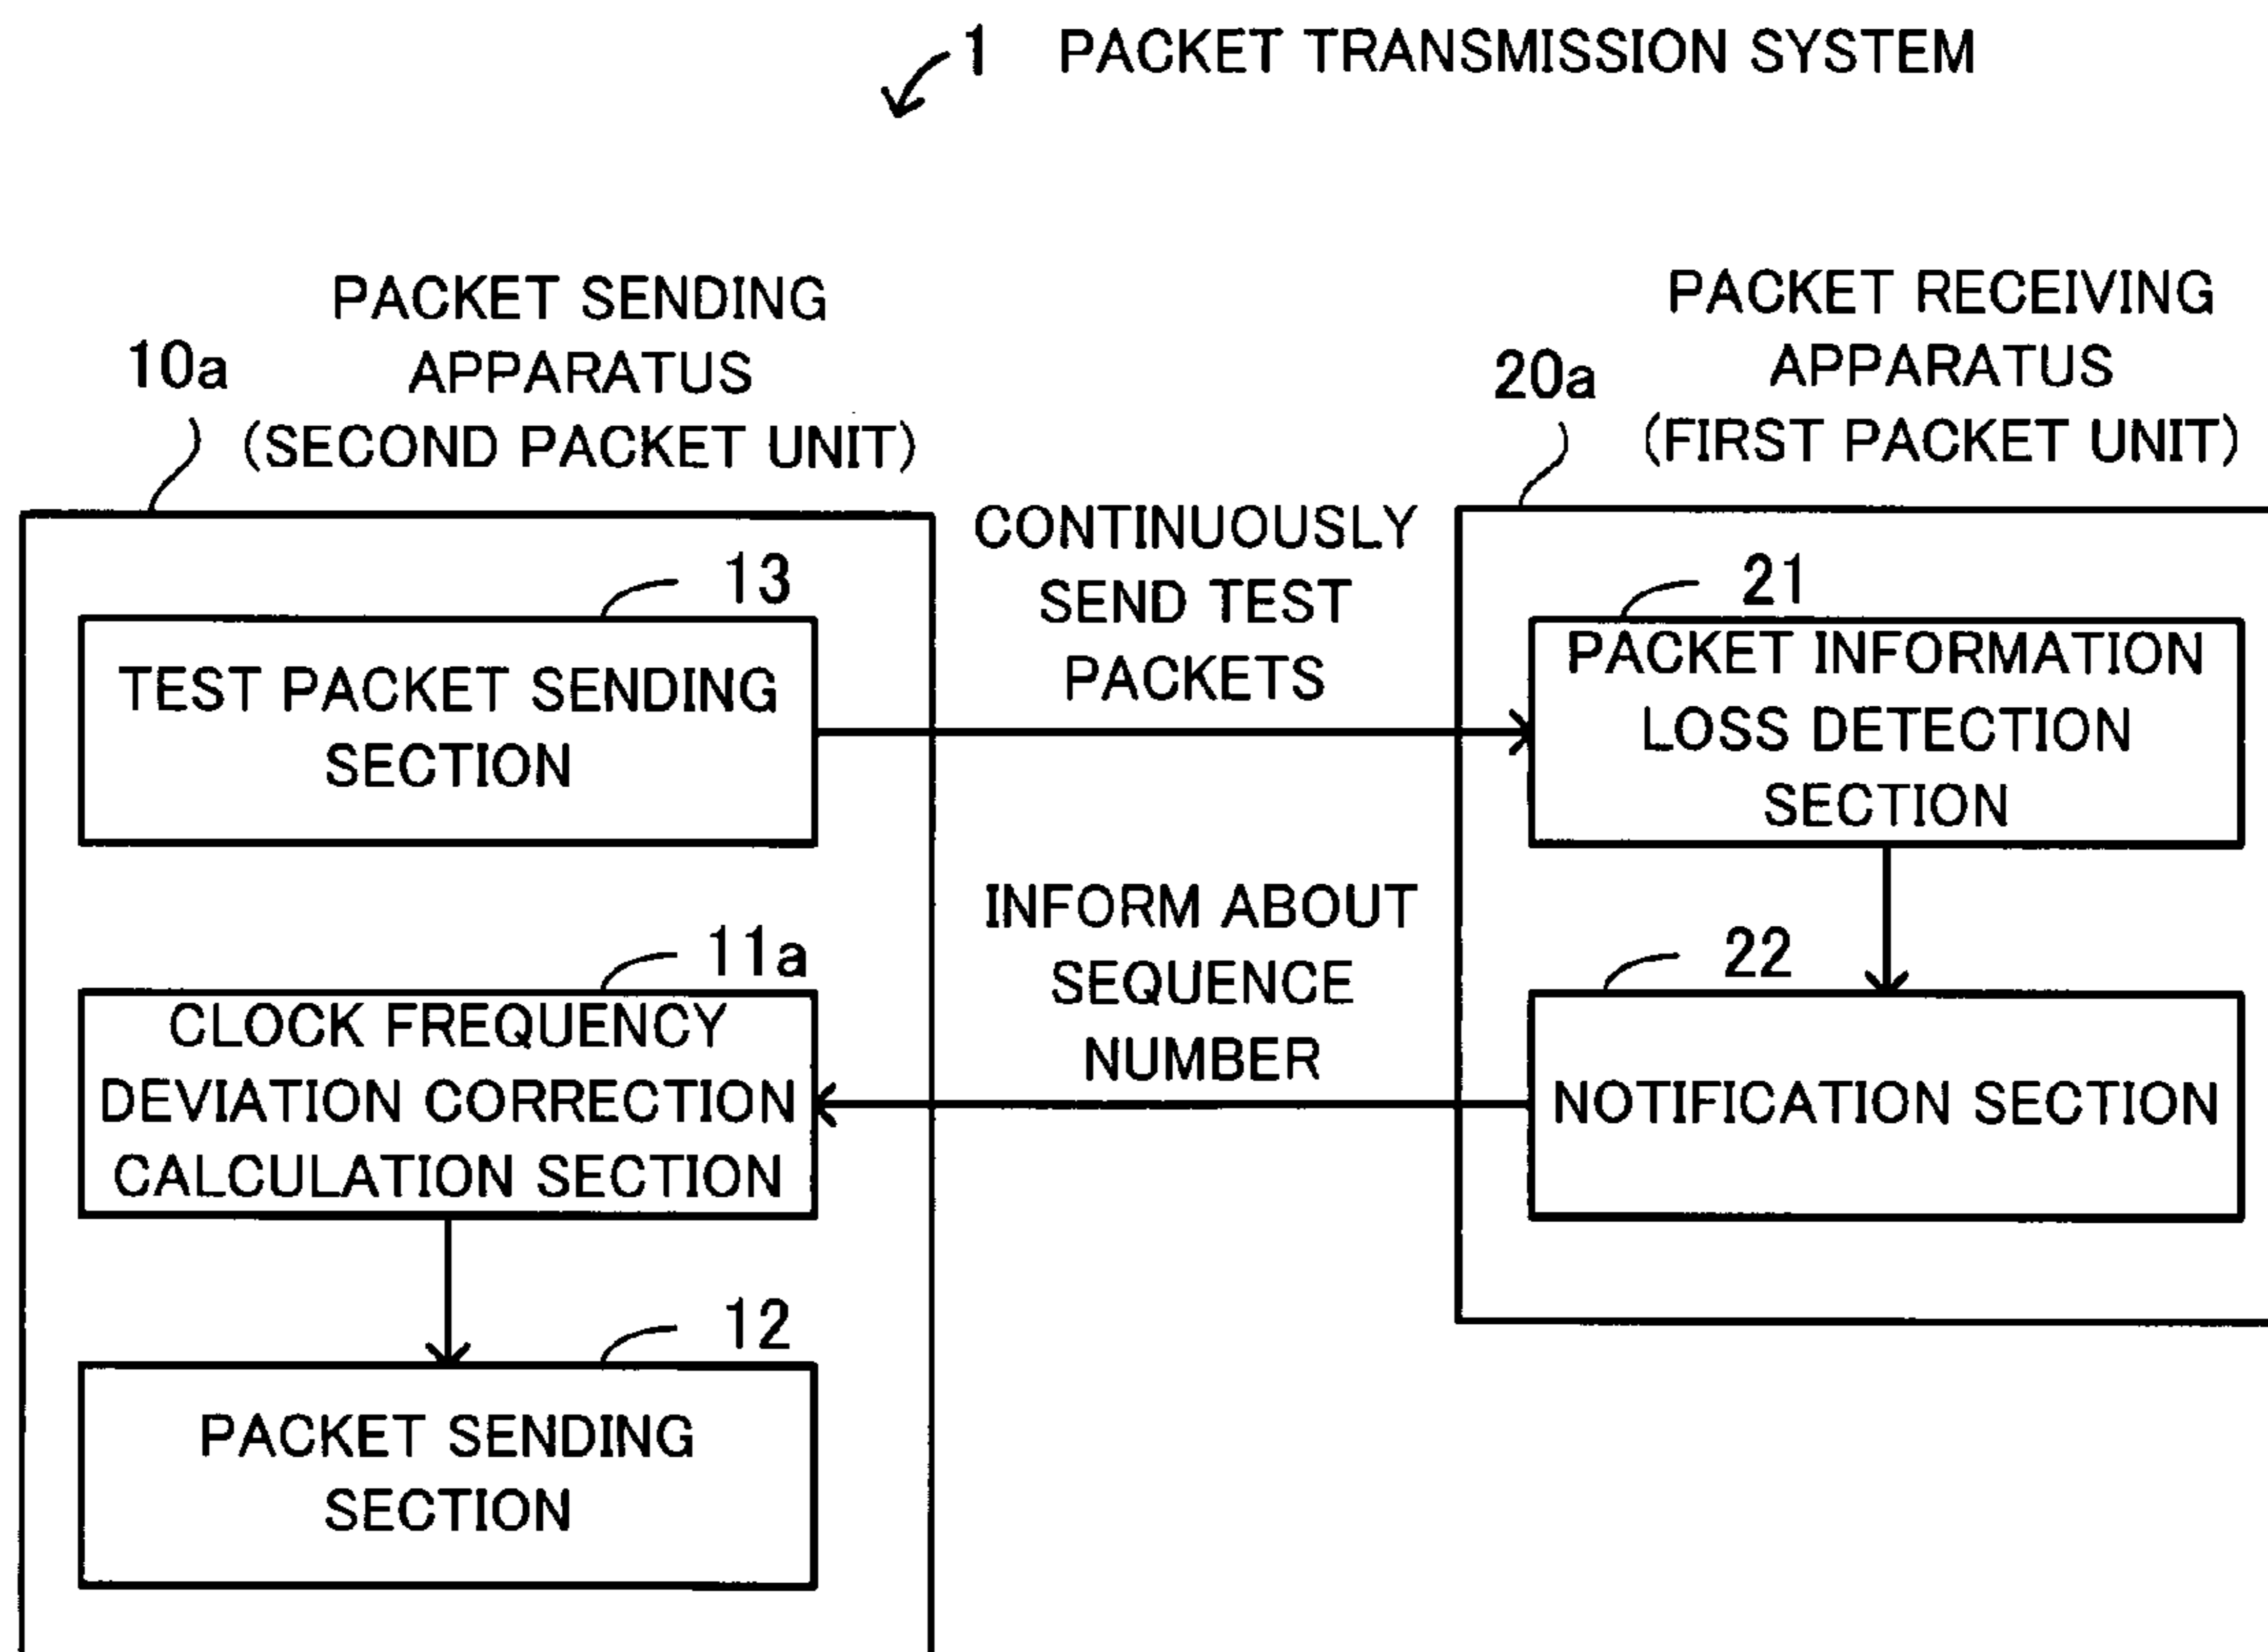 1 PACKET TRANSMISSION SYSTEM
PACKET SENDING
APPARATUS
(SECOND PACKET UNIT)
10a
PACKET RECEIVING
APPARATUS
(FIRST PACKET UNIT)
20a
CONTINUOUSLY
SEND TEST
PACKETS
13
TEST PACKET SENDING
SECTION
21
PACKET INFORMATION
LOSS DETECTION
SECTION
INFORM ABOUT
SEQUENCE
NUMBER
11a
CLOCK FREQUENCY
DEVIATION CORRECTION
CALCULATION SECTION
22
NOTIFICATION SECTION
12
PACKET SENDING
SECTION